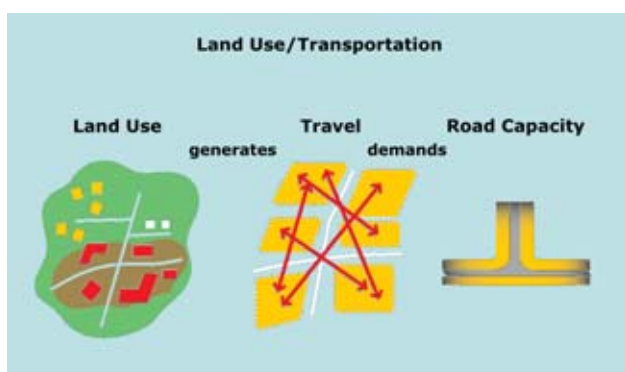 Land Use/Transportation
Land Use
Travel
Road Capacity
generates
demands